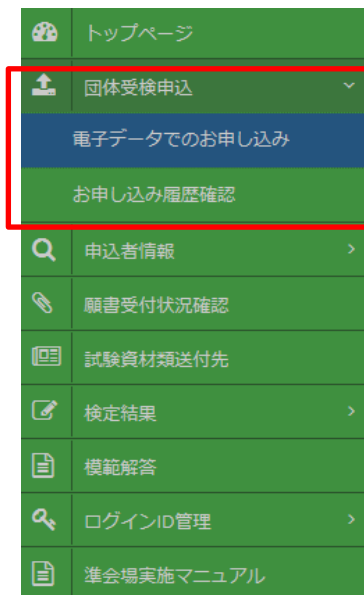 トップページ
団体受検申込
電子データでのお申し込み
お申し込み履歴確認
申込者情報
願書受付状況確認
試験資材類送付先
検定結果
模範解答
ログインID管理
準会場実施マニュアル